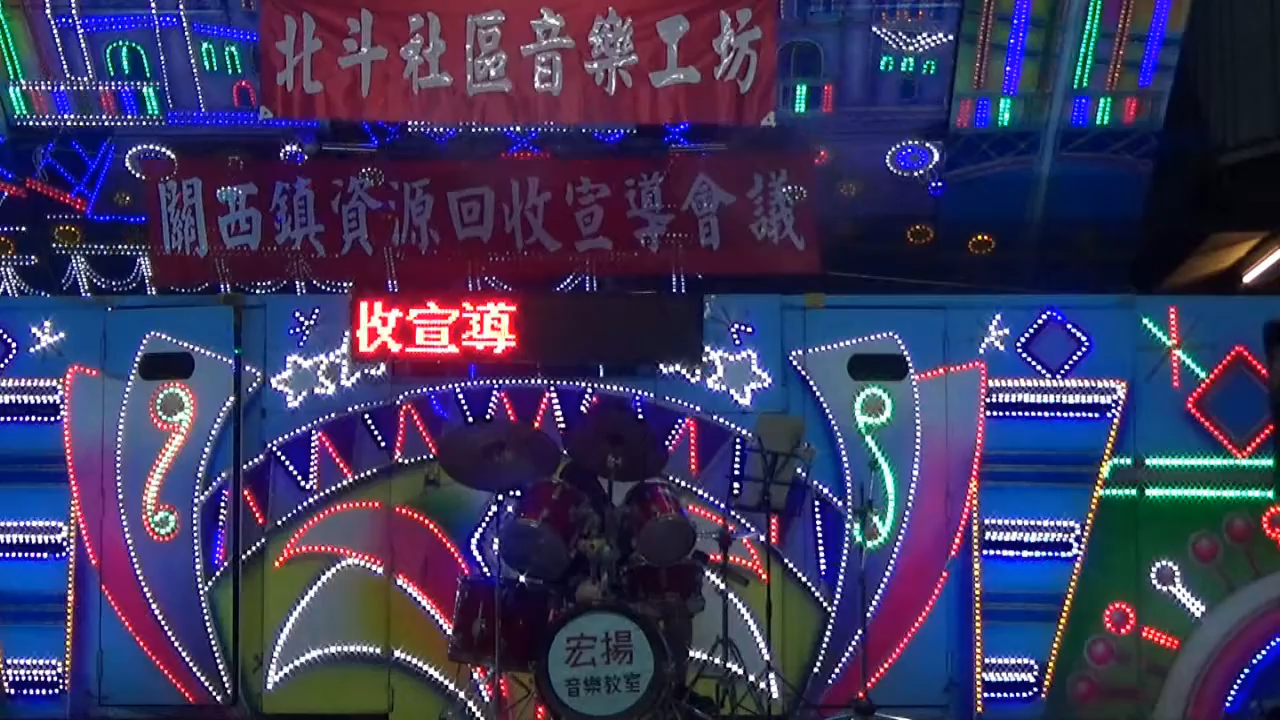 北斗社區音樂工坊
關西鎮資源回收宣導會議
收宣導
宏揚
音樂教室